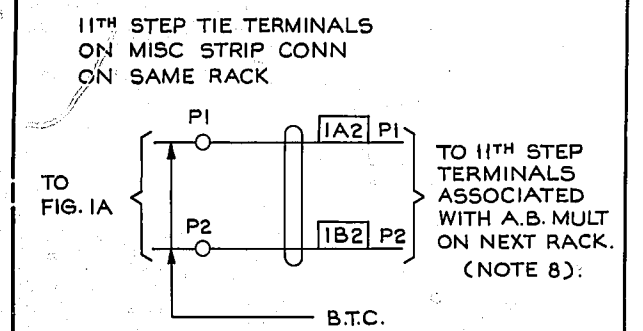 11TH STEP TIE TERMINALS
ON MISC STRIP CONN
ON SAME RACK
P1
1A2 P1
TO
FIG. 1A
P2
1B2 P2
TO 11TH STEP
TERMINALS
ASSOCIATED
WITH A.B. MULT
ON NEXT RACK.
(NOTE 8).
B.T.C.